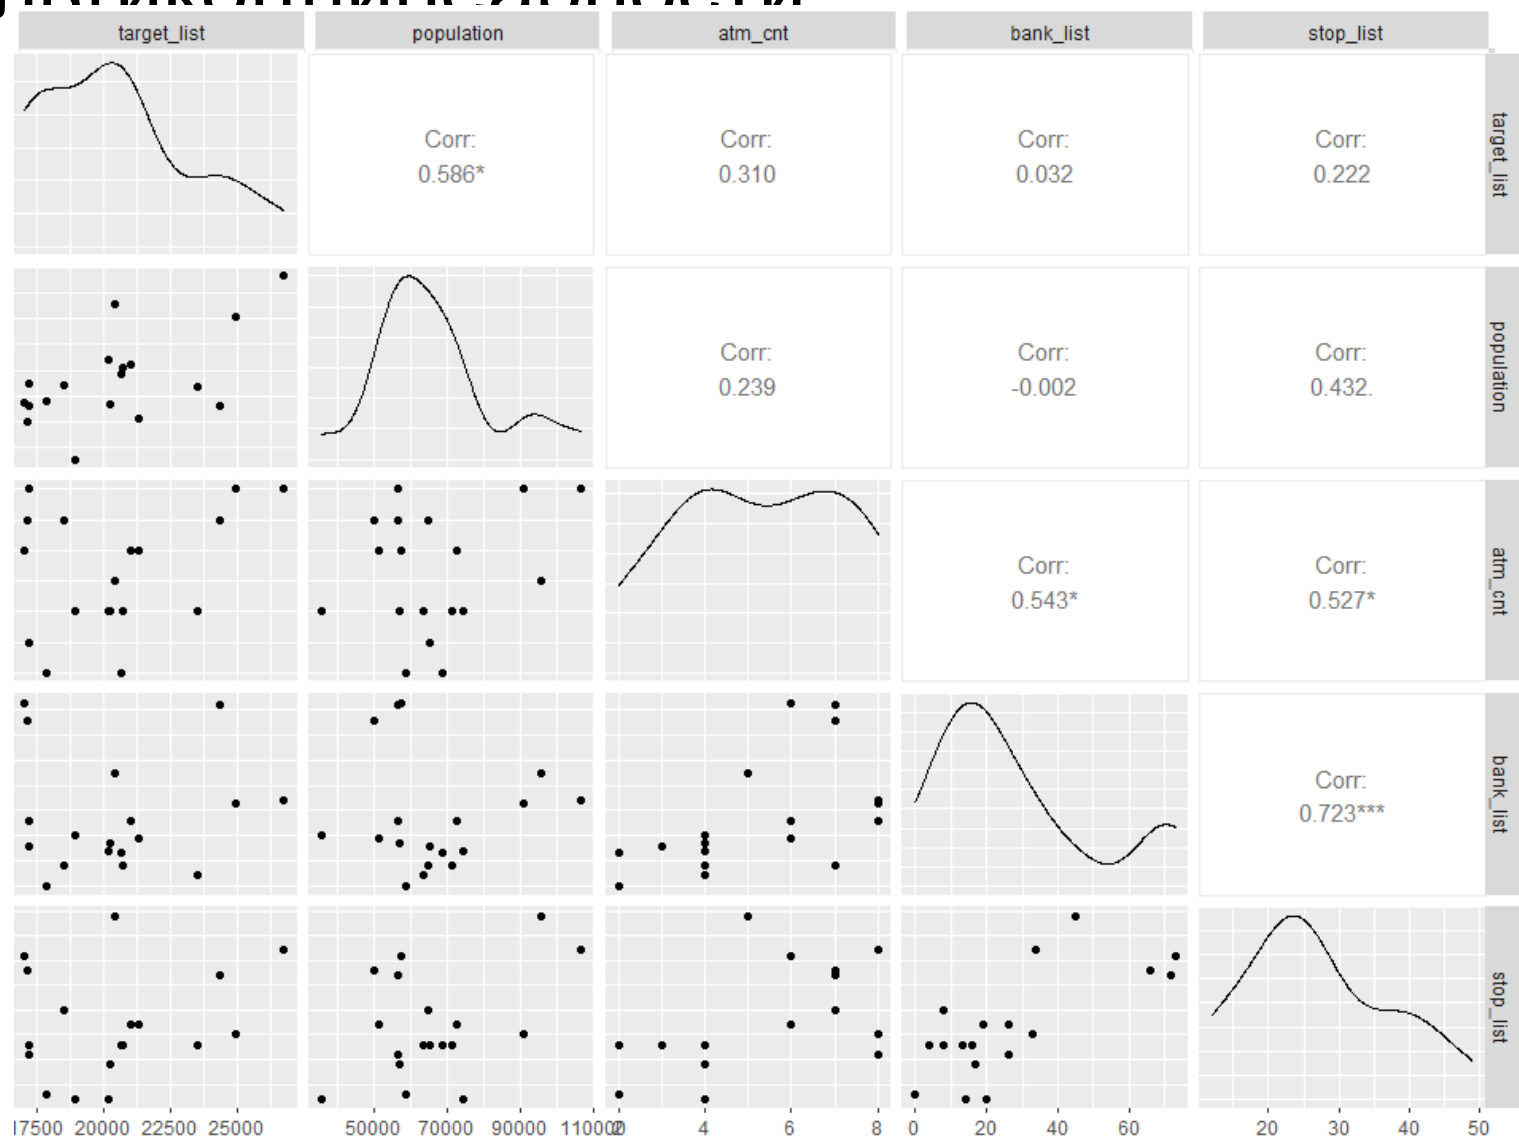 target_list population atm_cnt bank_list stop_list
Corr: Corr: Corr: Corr:
0.586* 0.310 0.032 0.222
target_list
Corr: Corr: Corr:
0.239 -0.002 0.432.
population
Corr: Corr:
0.543* 0.527*
atm_cnt
Corr:
0.723***
bank_list
stop_list
17500 20000 22500 25000 50000 70000 90000 110000 2 4 6 8 0 20 40 60 20 30 40 50